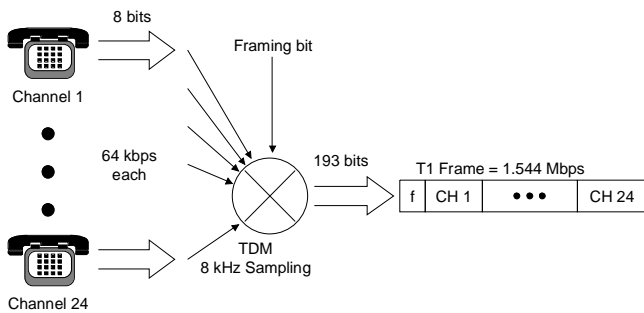 8 bits
Framing bit
Channel 1
64 kbps
each
193 bits
T1 Frame = 1.544 Mbps
f CH 1 CH 24
TDM
8 kHz Sampling
Channel 24